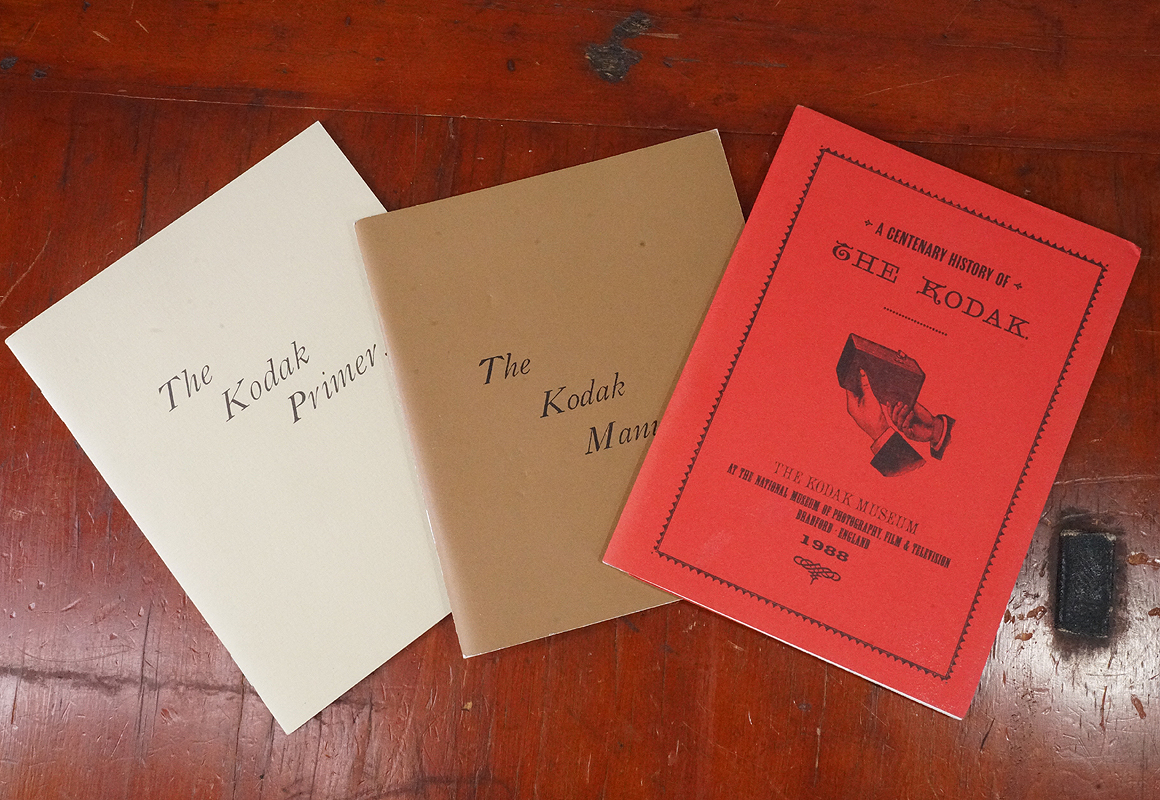 The
Kodak
Primer.
The
Kodak
A CENTENARY HISTORY OF
THE KODAK.
THE KODAK MUSEUM
AT THE NATIONAL MUSEUM OF PHOTOGRAPHY, FILM & TELEVISION
BRADFORD - ENGLAND
1988